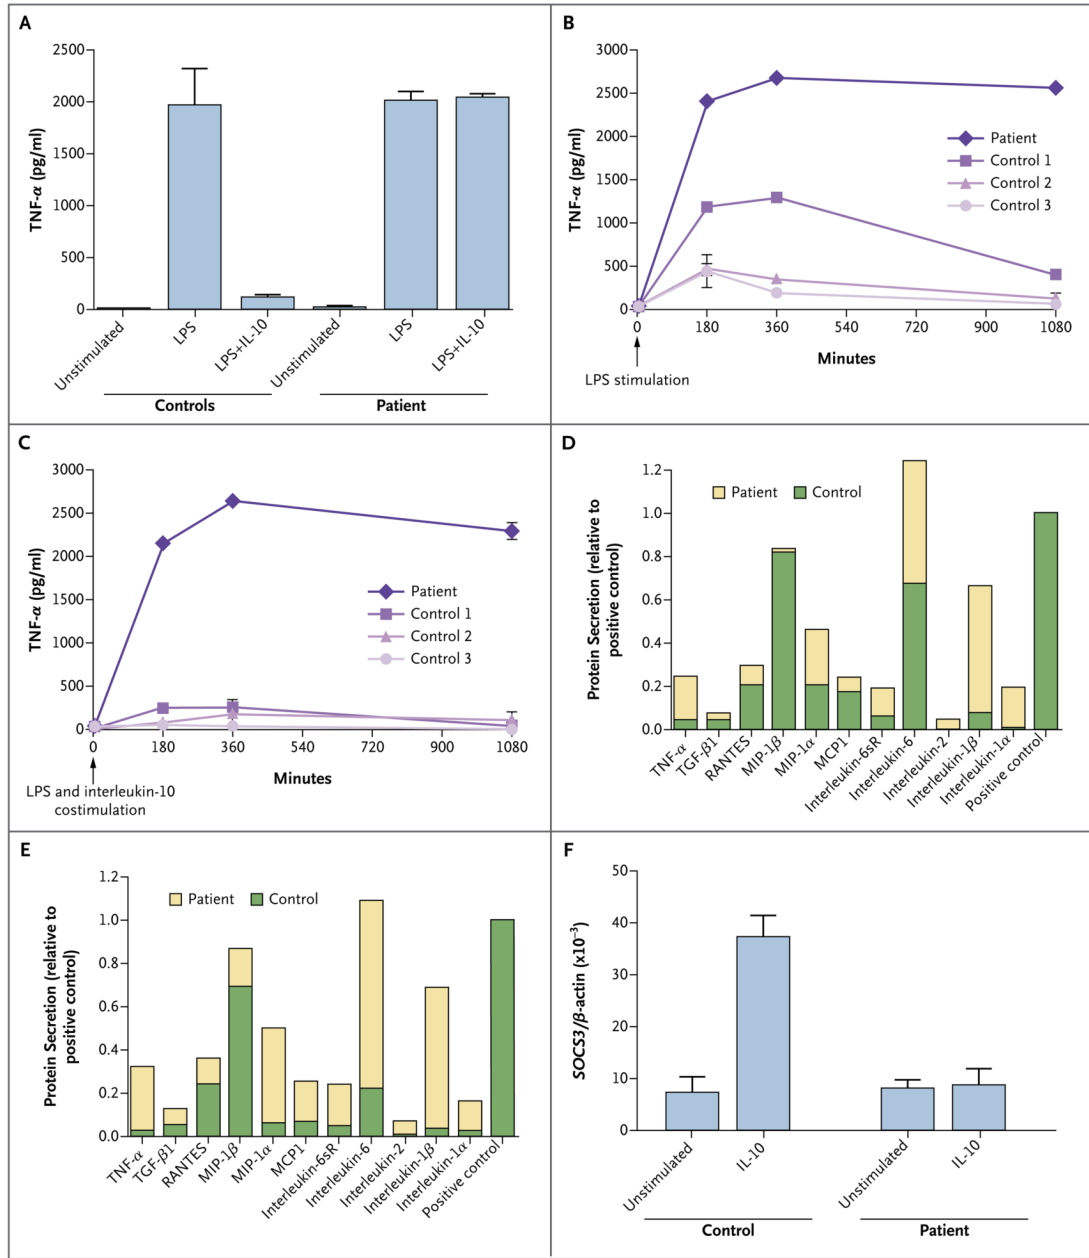 A
TNF-α (pg/ml)
2500
2000
1500
1000
500
0
Unstimulated
LPS
LPS+IL-10
Unstimulated
LPS
LPS+IL-10
Controls
Patient
B
TNF-α (pg/ml)
3000
2500
2000
1500
1000
500
0
Patient
Control 1
Control 2
Control 3
0 180 360 540 720 900 1080
Minutes
LPS stimulation
C
TNF-α (pg/ml)
3000
2500
2000
1500
1000
500
0
Patient
Control 1
Control 2
Control 3
0 180 360 540 720 900 1080
Minutes
LPS and interleukin-10
costimulation
D
Protein Secretion (relative to
positive control)
1.2
1.0
0.8
0.6
0.4
0.2
0.0
Patient Control
TNF-α
TGF-β1
RANTES
MIP-1β
MIP-1α
MCP1
Interleukin-6sR
Interleukin-6
Interleukin-2
Interleukin-1β
Interleukin-1α
Positive control
E
Protein Secretion (relative to
positive control)
1.2
1.0
0.8
0.6
0.4
0.2
0.0
Patient Control
TNF-α
TGF-β1
RANTES
MIP-1β
MIP-1α
MCP1
Interleukin-6sR
Interleukin-6
Interleukin-2
Interleukin-1β
Interleukin-1α
Positive control
F
SOCS3/β-actin (x10⁻³)
50
40
30
20
10
0
Unstimulated
IL-10
Unstimulated
IL-10
Control
Patient